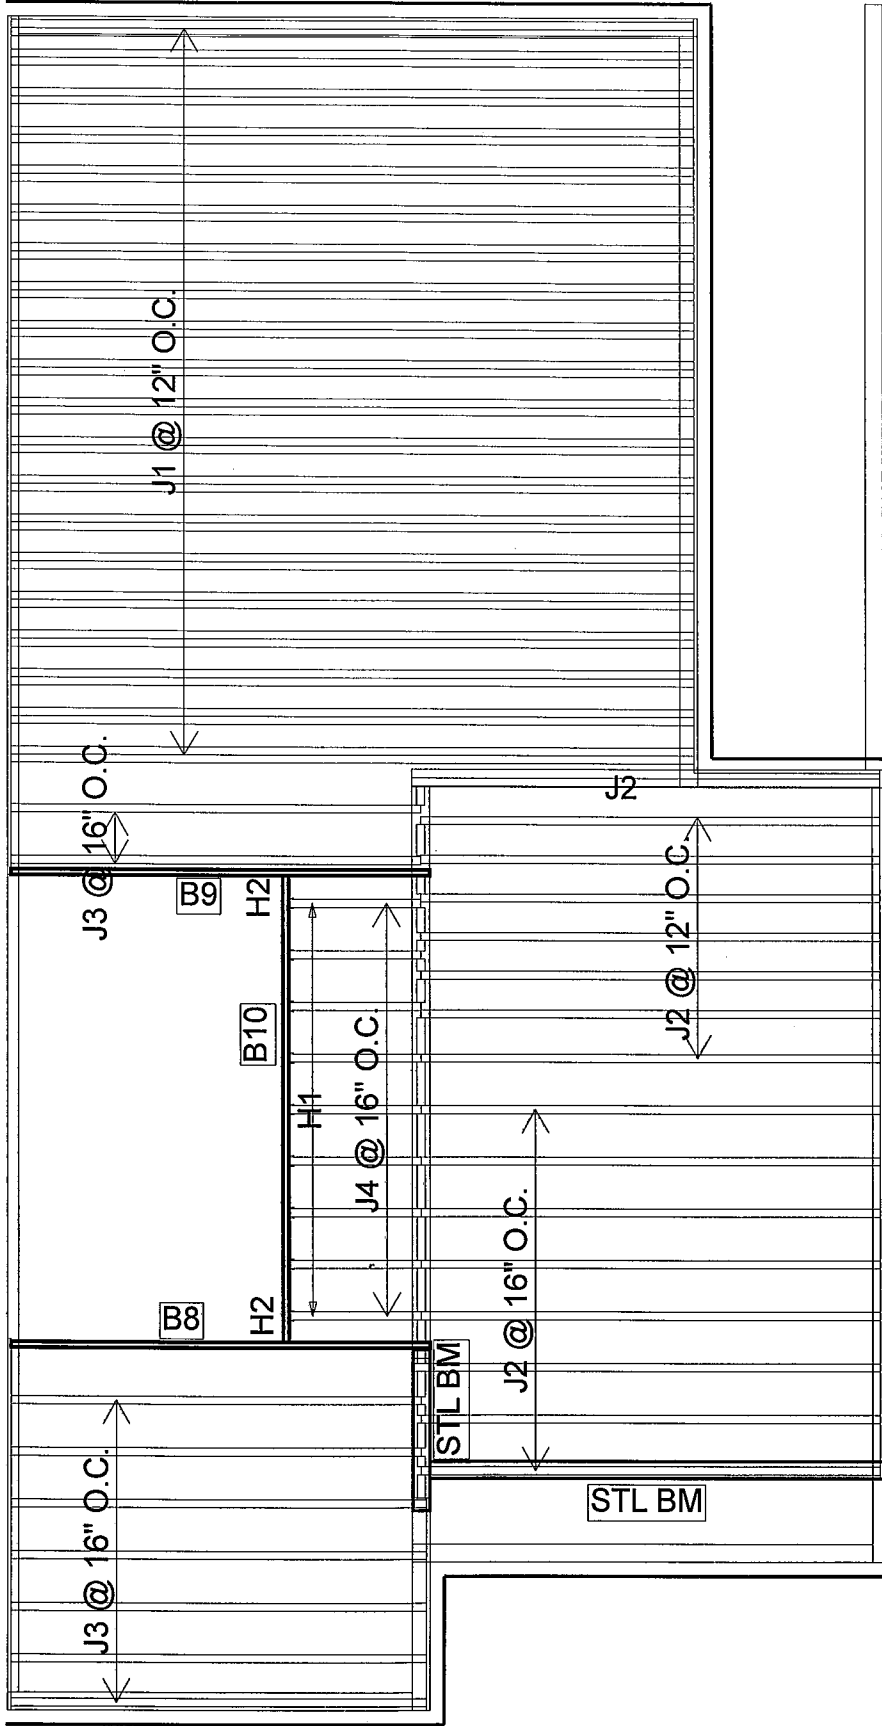 J1 @ 12" O.C.
J3 @ 16" O.C.
J2
B9
H2
J2 @ 12" O.C.
B10
H1
J4 @ 16" O.C.
J2 @ 16" O.C.
B8
H2
STL BM
STL BM
J3 @ 16" O.C.